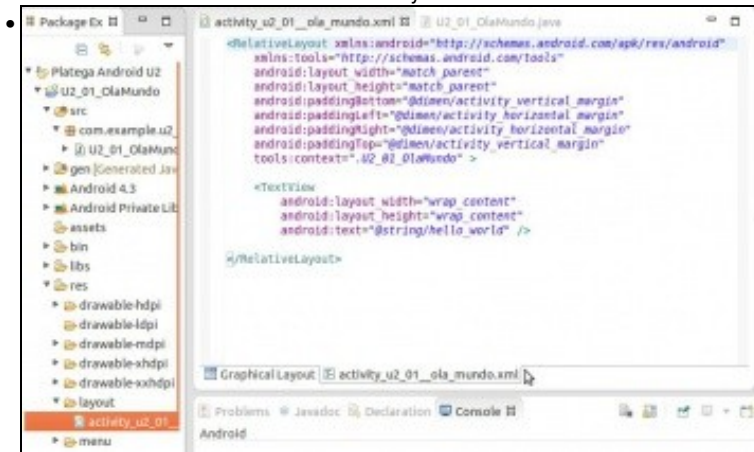 Package Ex
activity_u2_01__ola_mundo.xml
U2_01_OlaMundo.java
Platega Android U2
U2_01_OlaMundo
src
com.example.u2_
U2_01_OlaMund
gen [Generated Jav
Android 4.3
Android Private Lib
assets
bin
libs
res
drawable-hdpi
drawable-ldpi
drawable-mdpi
drawable-xhdpi
drawable-xxhdpi
layout
activity_u2_01_
menu
<RelativeLayout xmlns:android="http://schemas.android.com/apk/res/android"
xmlns:tools="http://schemas.android.com/tools"
android:layout_width="match_parent"
android:layout_height="match_parent"
android:paddingBottom="@dimen/activity_vertical_margin"
android:paddingLeft="@dimen/activity_horizontal_margin"
android:paddingRight="@dimen/activity_horizontal_margin"
android:paddingTop="@dimen/activity_vertical_margin"
tools:context=".U2_01_OlaMundo" >
<TextView
android:layout_width="wrap_content"
android:layout_height="wrap_content"
android:text="@string/hello_world" />
</RelativeLayout>
Graphical Layout
activity_u2_01__ola_mundo.xml
Problems
Javadoc
Declaration
Console
Android